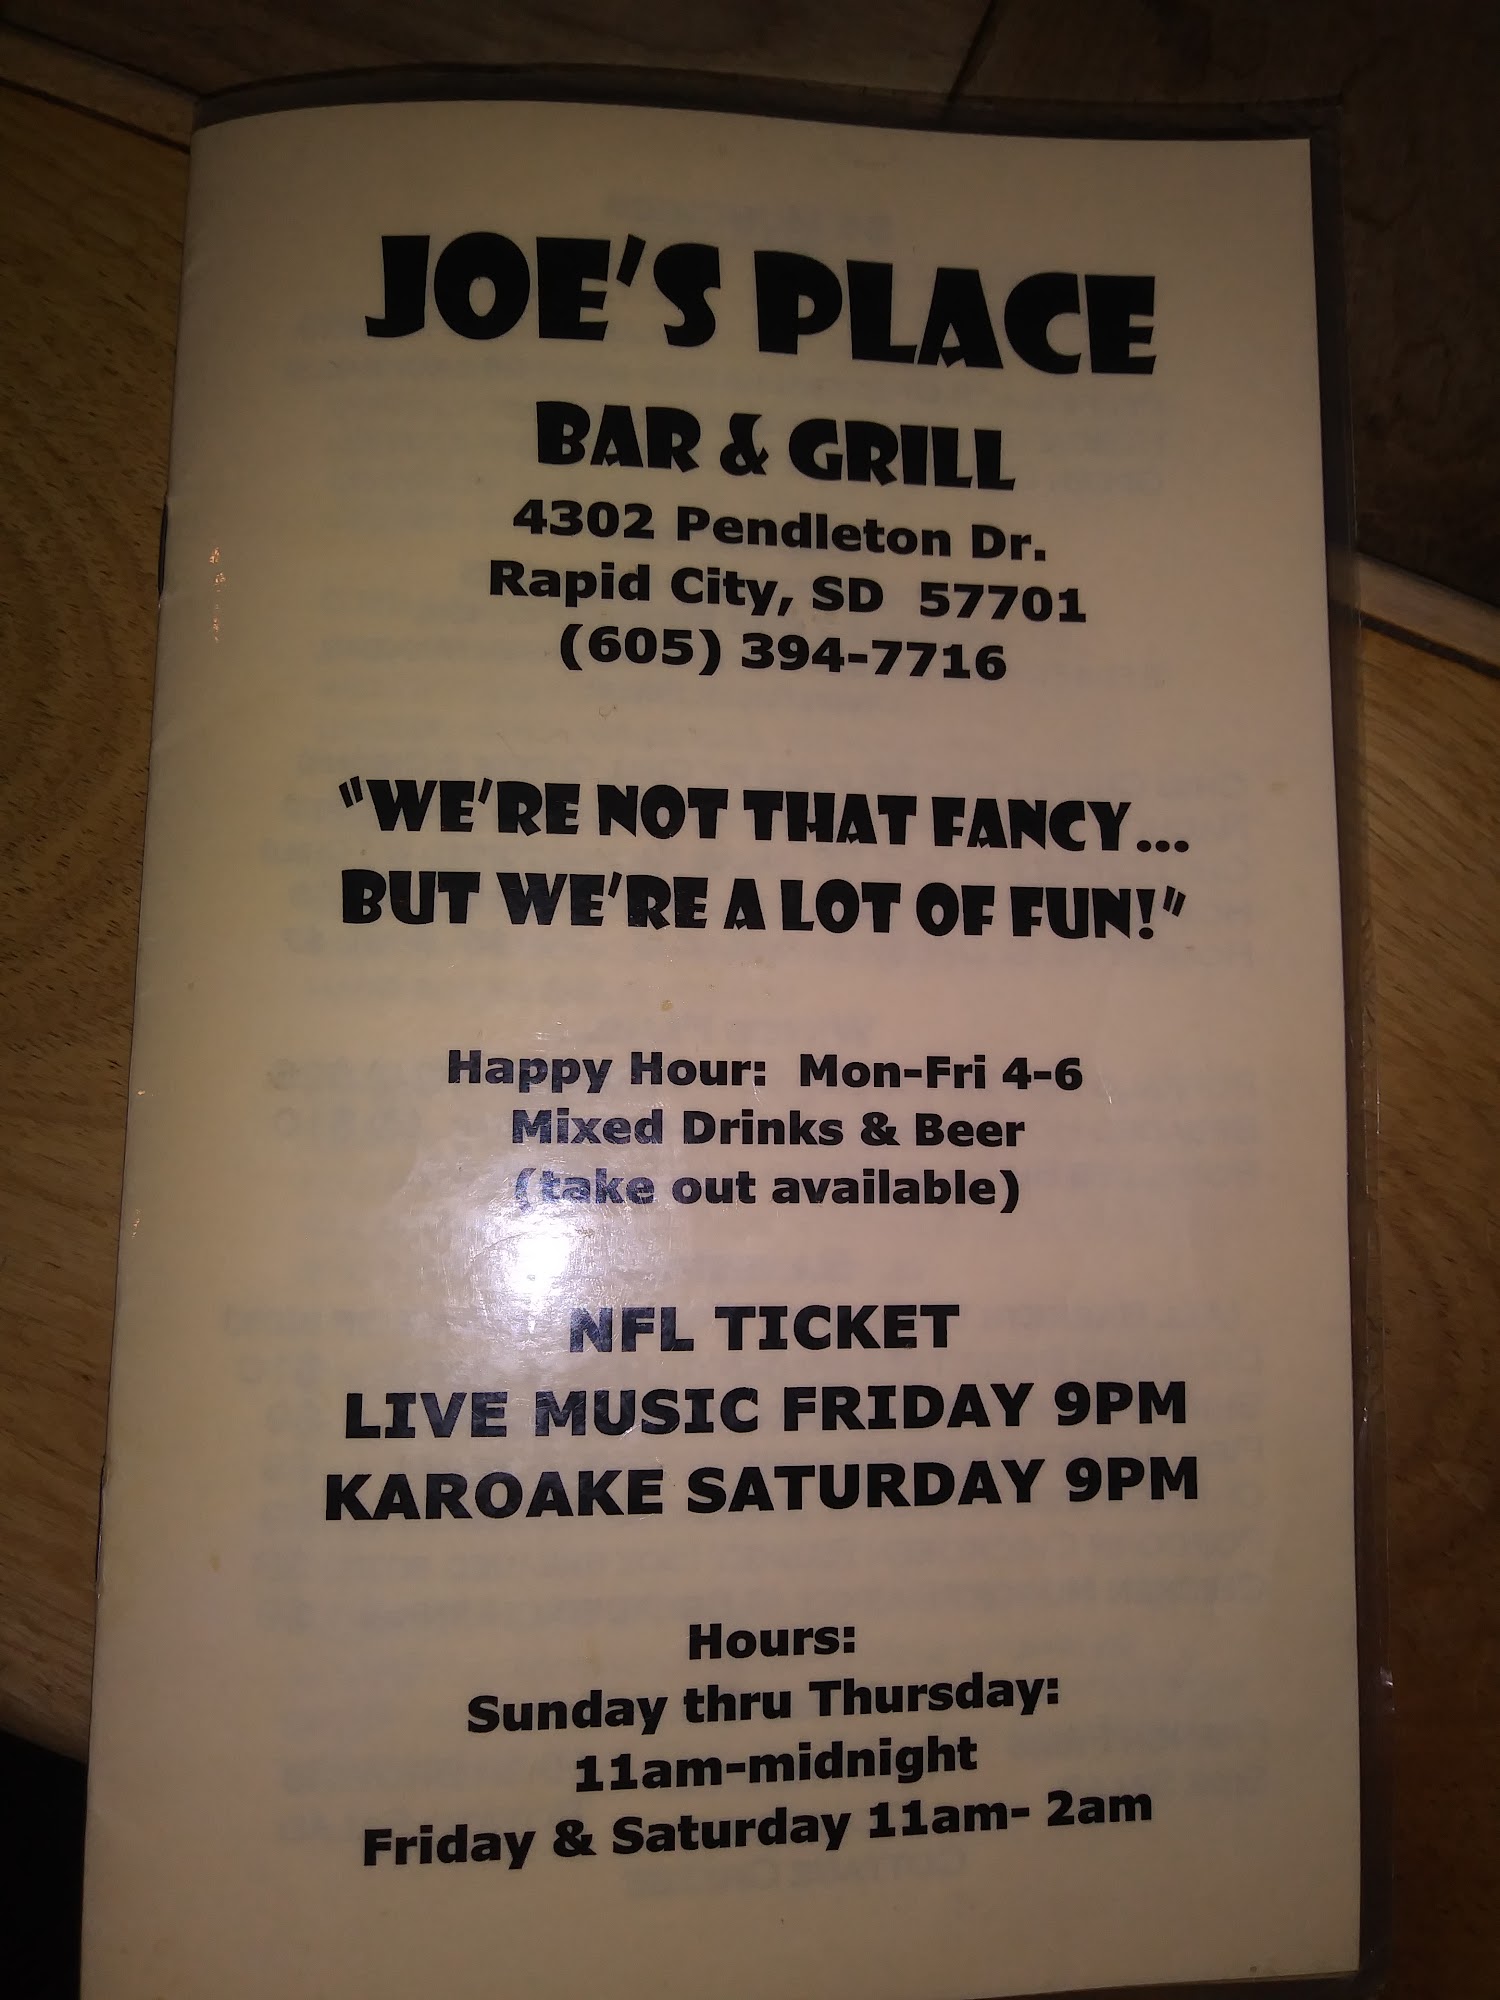 JOE'S PLACE
BAR & GRILL
4302 Pendleton Dr.
Rapid City, SD 57701
(605) 394-7716
"WE'RE NOT THAT FANCY...
BUT WE'RE A LOT OF FUN!"
Happy Hour: Mon-Fri 4-6
Mixed Drinks & Beer
(take out available)
NFL TICKET
LIVE MUSIC FRIDAY 9PM
KAROAKE SATURDAY 9PM
Hours:
Sunday thru Thursday:
11am-midnight
Friday & Saturday 11am- 2am